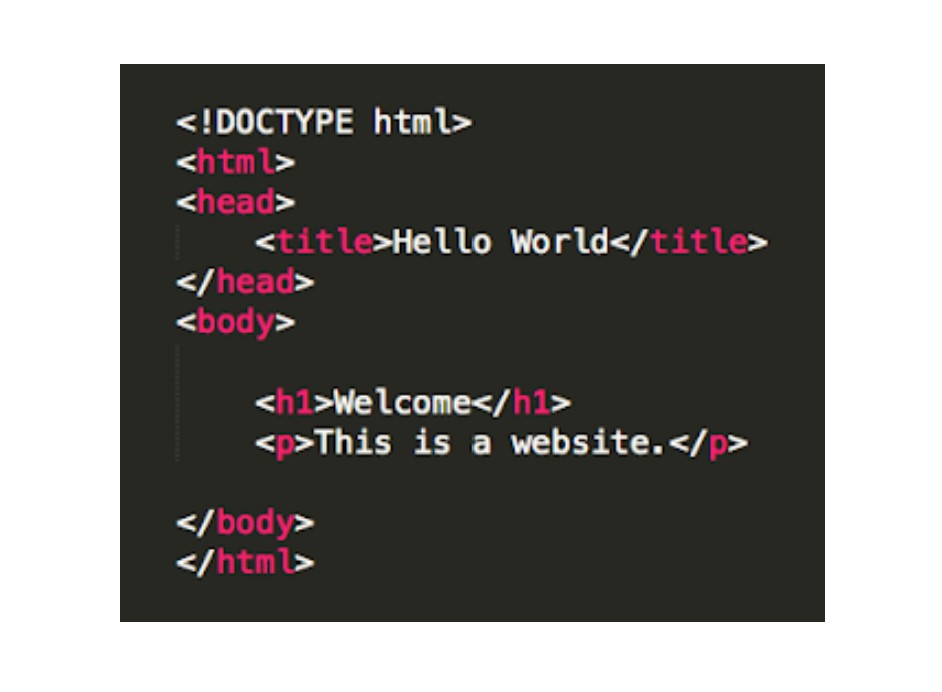 <!DOCTYPE html>
<html>
<head>
    <title>Hello World</title>
</head>
<body>

    <h1>Welcome</h1>
    <p>This is a website.</p>

</body>
</html>